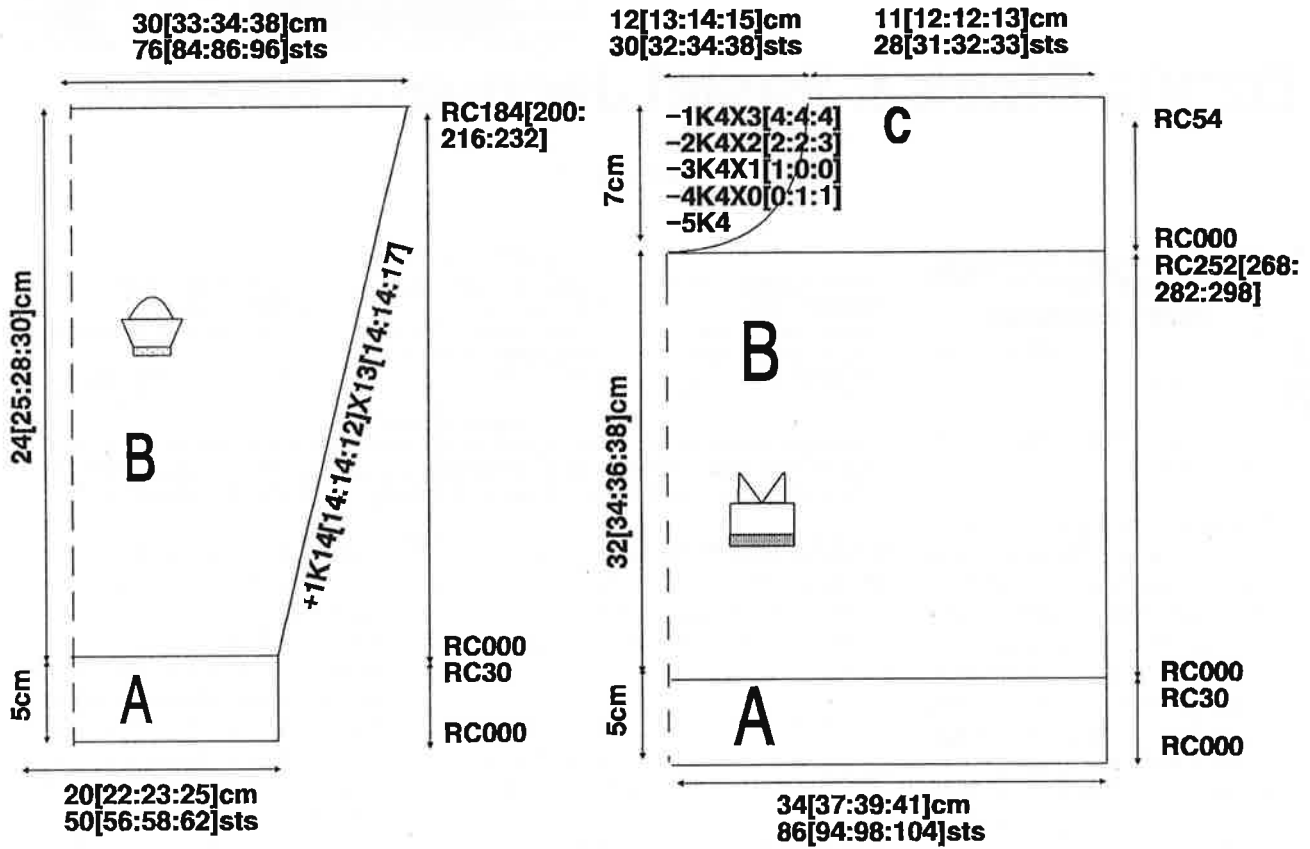 30[33:34:38]cm
76[84:86:96]sts
RC184[200:
216:232]
24[25:28:30]cm
+1K14[14:14:12]X13[14:14:17]
B
RC000
RC30
5cm
A
RC000
20[22:23:25]cm
50[56:58:62]sts
12[13:14:15]cm
30[32:34:38]sts
11[12:12:13]cm
28[31:32:33]sts
−1K4X3[4:4:4]
−2K4X2[2:2:3]
−3K4X1[1:0:0]
−4K4X0[0:1:1]
−5K4
C
RC54
7cm
RC000
RC252[268:
282:298]
B
32[34:36:38]cm
RC000
RC30
5cm
A
RC000
34[37:39:41]cm
86[94:98:104]sts